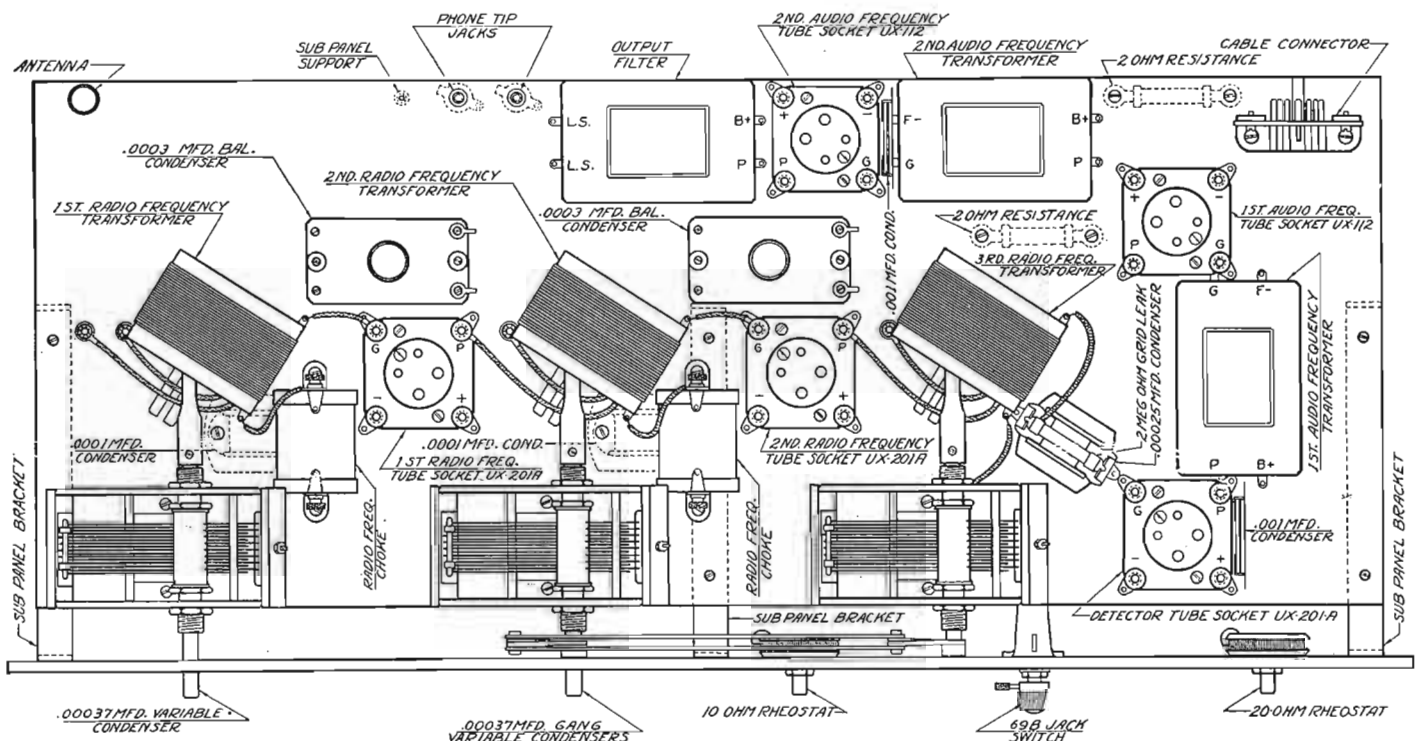 PHONE TIP
JACKS
2ND. AUDIO FREQUENCY
TUBE SOCKET UX-112
SUB PANEL
SUPPORT
OUTPUT
FILTER
2ND. AUDIO FREQUENCY
TRANSFORMER
CABLE CONNECTOR
2 OHM RESISTANCE
ANTENNA
L.S.
B+
+
-
F-
B+
L.S.
P
P
G
G
P
.0003 MFD. BAL.
CONDENSER
2ND. RADIO FREQUENCY
TRANSFORMER
1ST. RADIO FREQUENCY
TRANSFORMER
.0003 MFD. BAL.
CONDENSER
.001 MFD. COND.
2 OHM RESISTANCE
+
-
P
G
1ST. AUDIO FREQ.
TUBE SOCKET UX-112
3RD. RADIO FREQ.
TRANSFORMER
G
F-
P
B+
1ST. AUDIO FREQUENCY
TRANSFORMER
2 MEG OHM GRID LEAK
.00025 MFD. CONDENSER
G
P
-
+
G
P
-
+
.0001 MFD.
CONDENSER
1ST RADIO FREQ.
TUBE SOCKET UX-201A
.0001 MFD. COND.
2ND. RADIO FREQUENCY
TUBE SOCKET UX-201A
SUB PANEL BRACKET
RADIO FREQ.
CHOKE
RADIO FREQ.
CHOKE
G
P
-
+
.001 MFD.
CONDENSER
SUB PANEL BRACKET
SUB PANEL BRACKET
DETECTOR TUBE SOCKET UX-201-A
.00037 MFD. VARIABLE
CONDENSER
.00037 MFD. GANG
VARIABLE CONDENSERS
10 OHM RHEOSTAT
69B JACK
SWITCH
20-OHM RHEOSTAT